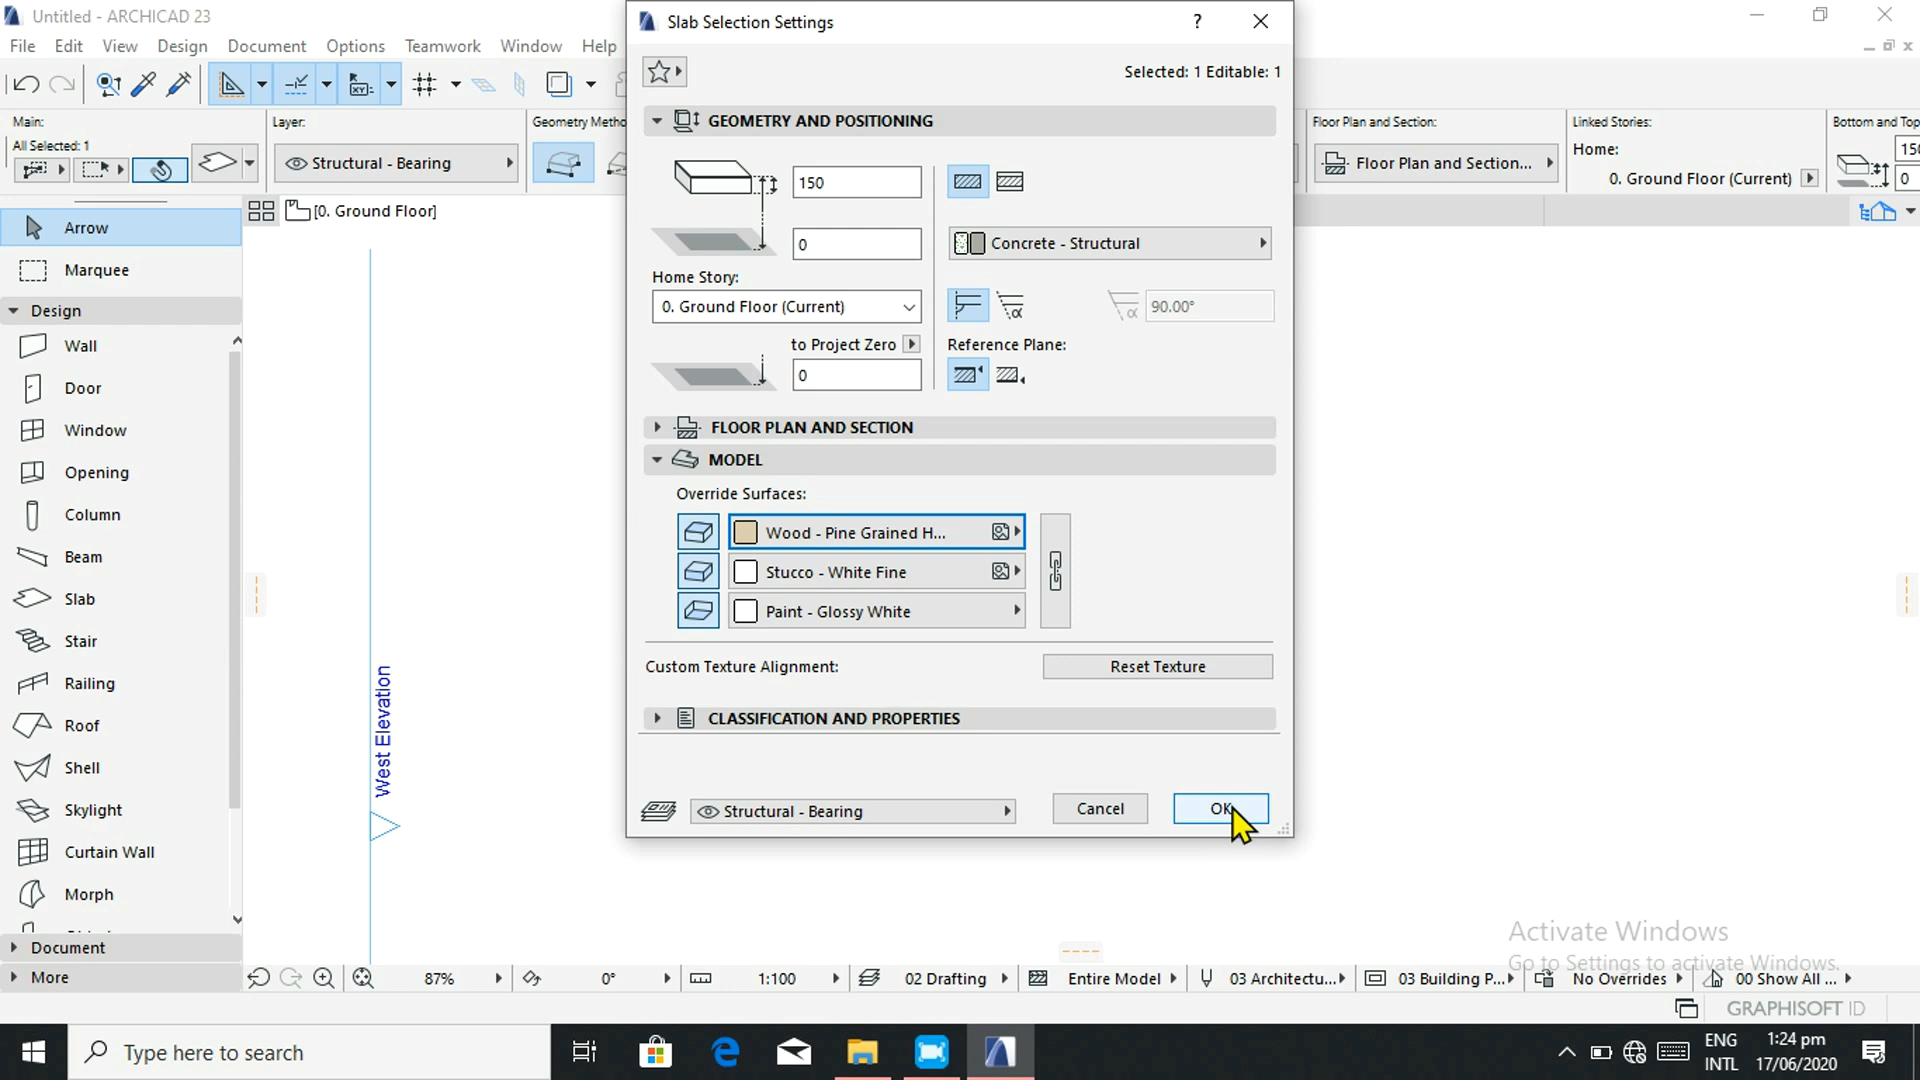 Untitled - ARCHICAD 23
File Edit View Design Document Options Teamwork Window Help
Main:
All Selected: 1
Layer:
Structural - Bearing
Geometry Metho
Floor Plan and Section:
Floor Plan and Section...
Linked Stories:
Home:
0. Ground Floor (Current)
Bottom and Top
0
[0. Ground Floor]
Arrow
Marquee
Design
Wall
Door
Window
Opening
Column
Beam
Slab
Stair
Railing
Roof
Shell
Skylight
Curtain Wall
Morph
Document
More
West Elevation
Slab Selection Settings
?
Selected: 1 Editable: 1
GEOMETRY AND POSITIONING
150
0
Concrete - Structural
Home Story:
0. Ground Floor (Current)
α
α
90.00°
to Project Zero
Reference Plane:
0
FLOOR PLAN AND SECTION
MODEL
Override Surfaces:
Wood - Pine Grained H...
Stucco - White Fine
Paint - Glossy White
Custom Texture Alignment:
Reset Texture
CLASSIFICATION AND PROPERTIES
Structural - Bearing
Cancel
OK
Activate Windows
Go to Settings to activate Windows.
87%
0°
1:100
02 Drafting
Entire Model
03 Architectu...
03 Building P...
No Overrides
00 Show All ...
GRAPHISOFT ID
Type here to search
ENG
INTL
1:24 pm
17/06/2020